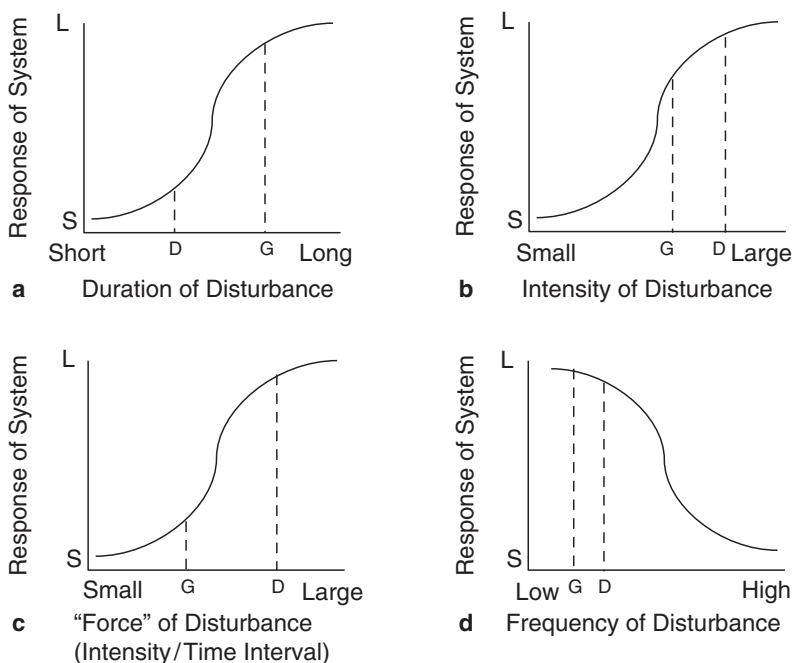 L
Response of System
S
Short D G Long
a Duration of Disturbance
L
Response of System
S
Small G D Large
b Intensity of Disturbance
L
Response of System
S
Small G D Large
c “Force” of Disturbance
(Intensity/Time Interval)
L
Response of System
S
Low G D High
d Frequency of Disturbance